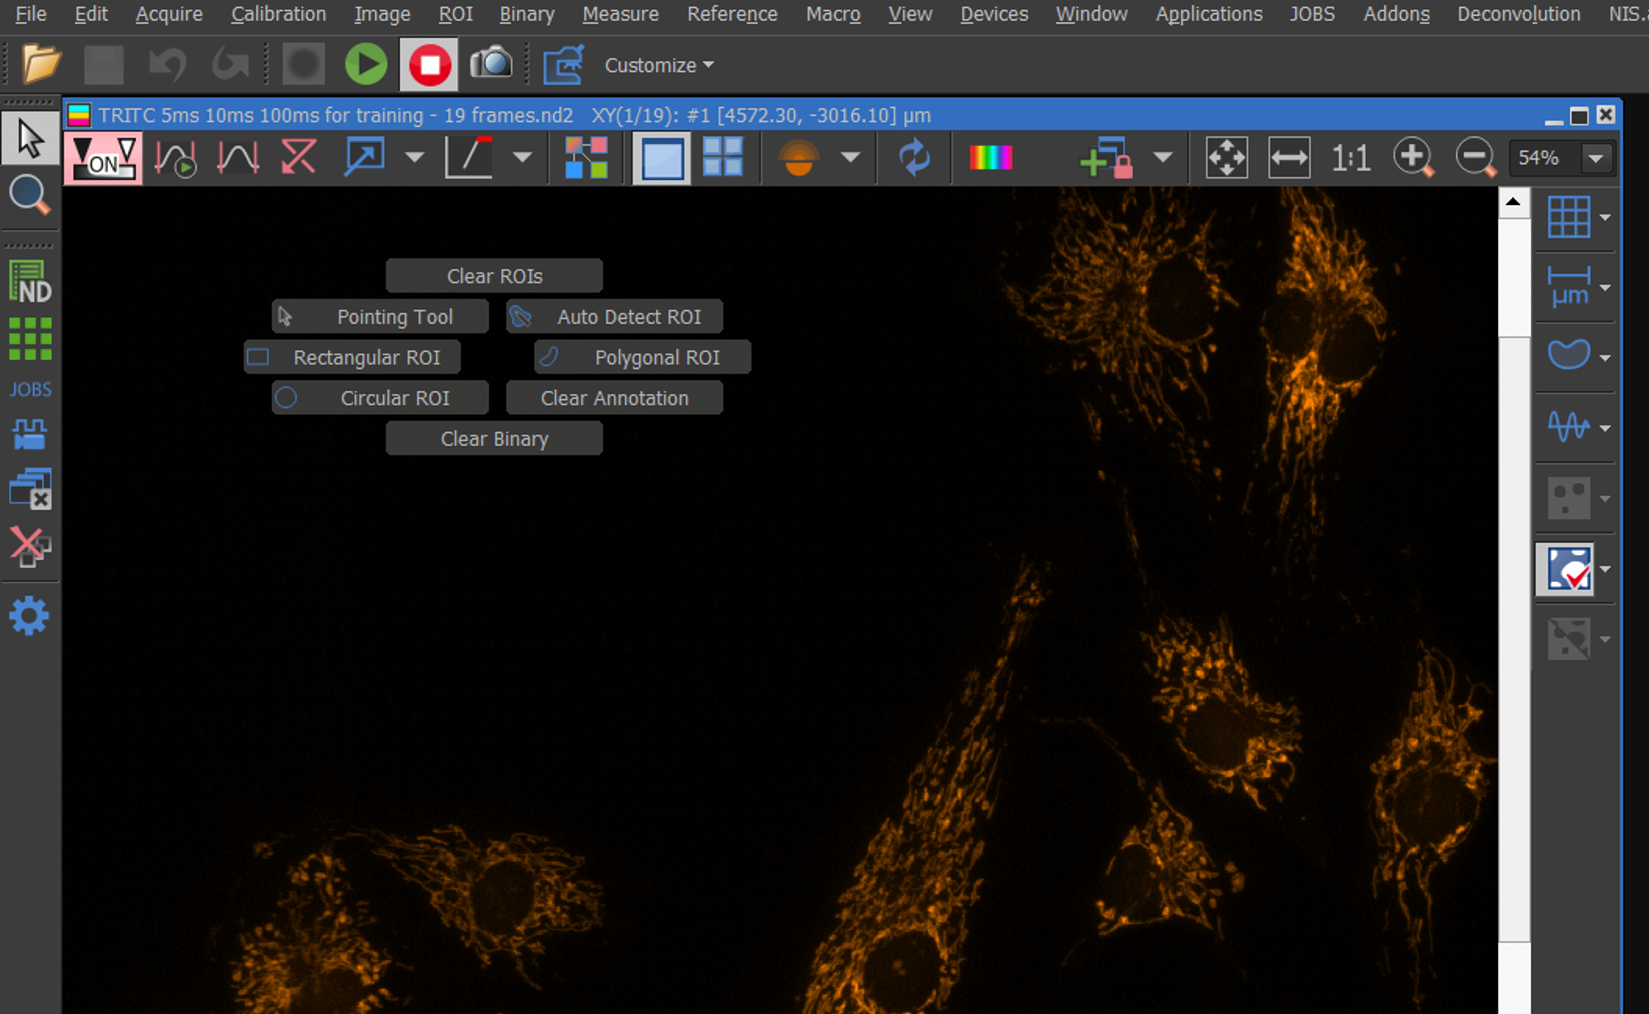 File Edit Acquire Calibration Image ROI Binary Measure Reference Macro View Devices Window Applications JOBS Addons Deconvolution NIS.
Customize
TRITC 5ms 10ms 100ms for training - 19 frames.nd2 XY(1/19): #1 [4572.30, -3016.10] µm
ON 1:1 54%
Clear ROIs
Pointing Tool Auto Detect ROI
Rectangular ROI Polygonal ROI
Circular ROI Clear Annotation
Clear Binary
ND
JOBS
µm